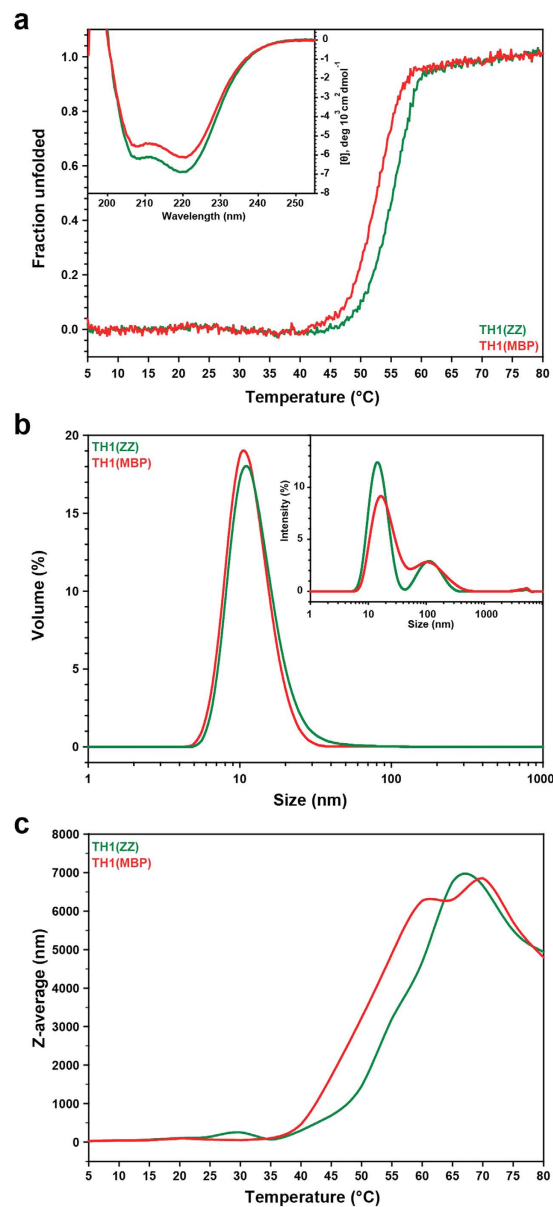 a
1.0
0.8
0.6
0.4
0.2
0.0
Fraction unfolded
0
-1
-2
-3
-4
-5
-6
-7
-8
[θ], deg 10³ cm² dmol⁻¹
200 210 220 230 240 250
Wavelength (nm)
TH1(ZZ)
TH1(MBP)
5 10 15 20 25 30 35 40 45 50 55 60 65 70 75 80
Temperature (°C)
b
TH1(ZZ)
TH1(MBP)
20
15
10
5
0
Volume (%)
10
5
0
Intensity (%)
1 10 100 1000
Size (nm)
1 10 100 1000
Size (nm)
c
TH1(ZZ)
TH1(MBP)
8000
7000
6000
5000
4000
3000
2000
1000
0
Z-average (nm)
5 10 15 20 25 30 35 40 45 50 55 60 65 70 75 80
Temperature (°C)